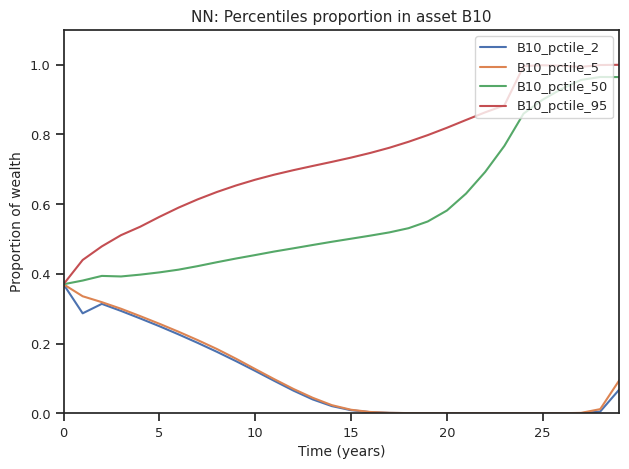 NN: Percentiles proportion in asset B10
B10_pctile_2
B10_pctile_5
B10_pctile_50
B10_pctile_95
Proportion of wealth
1.0
0.8
0.6
0.4
0.2
0.0
0 5 10 15 20 25
Time (years)